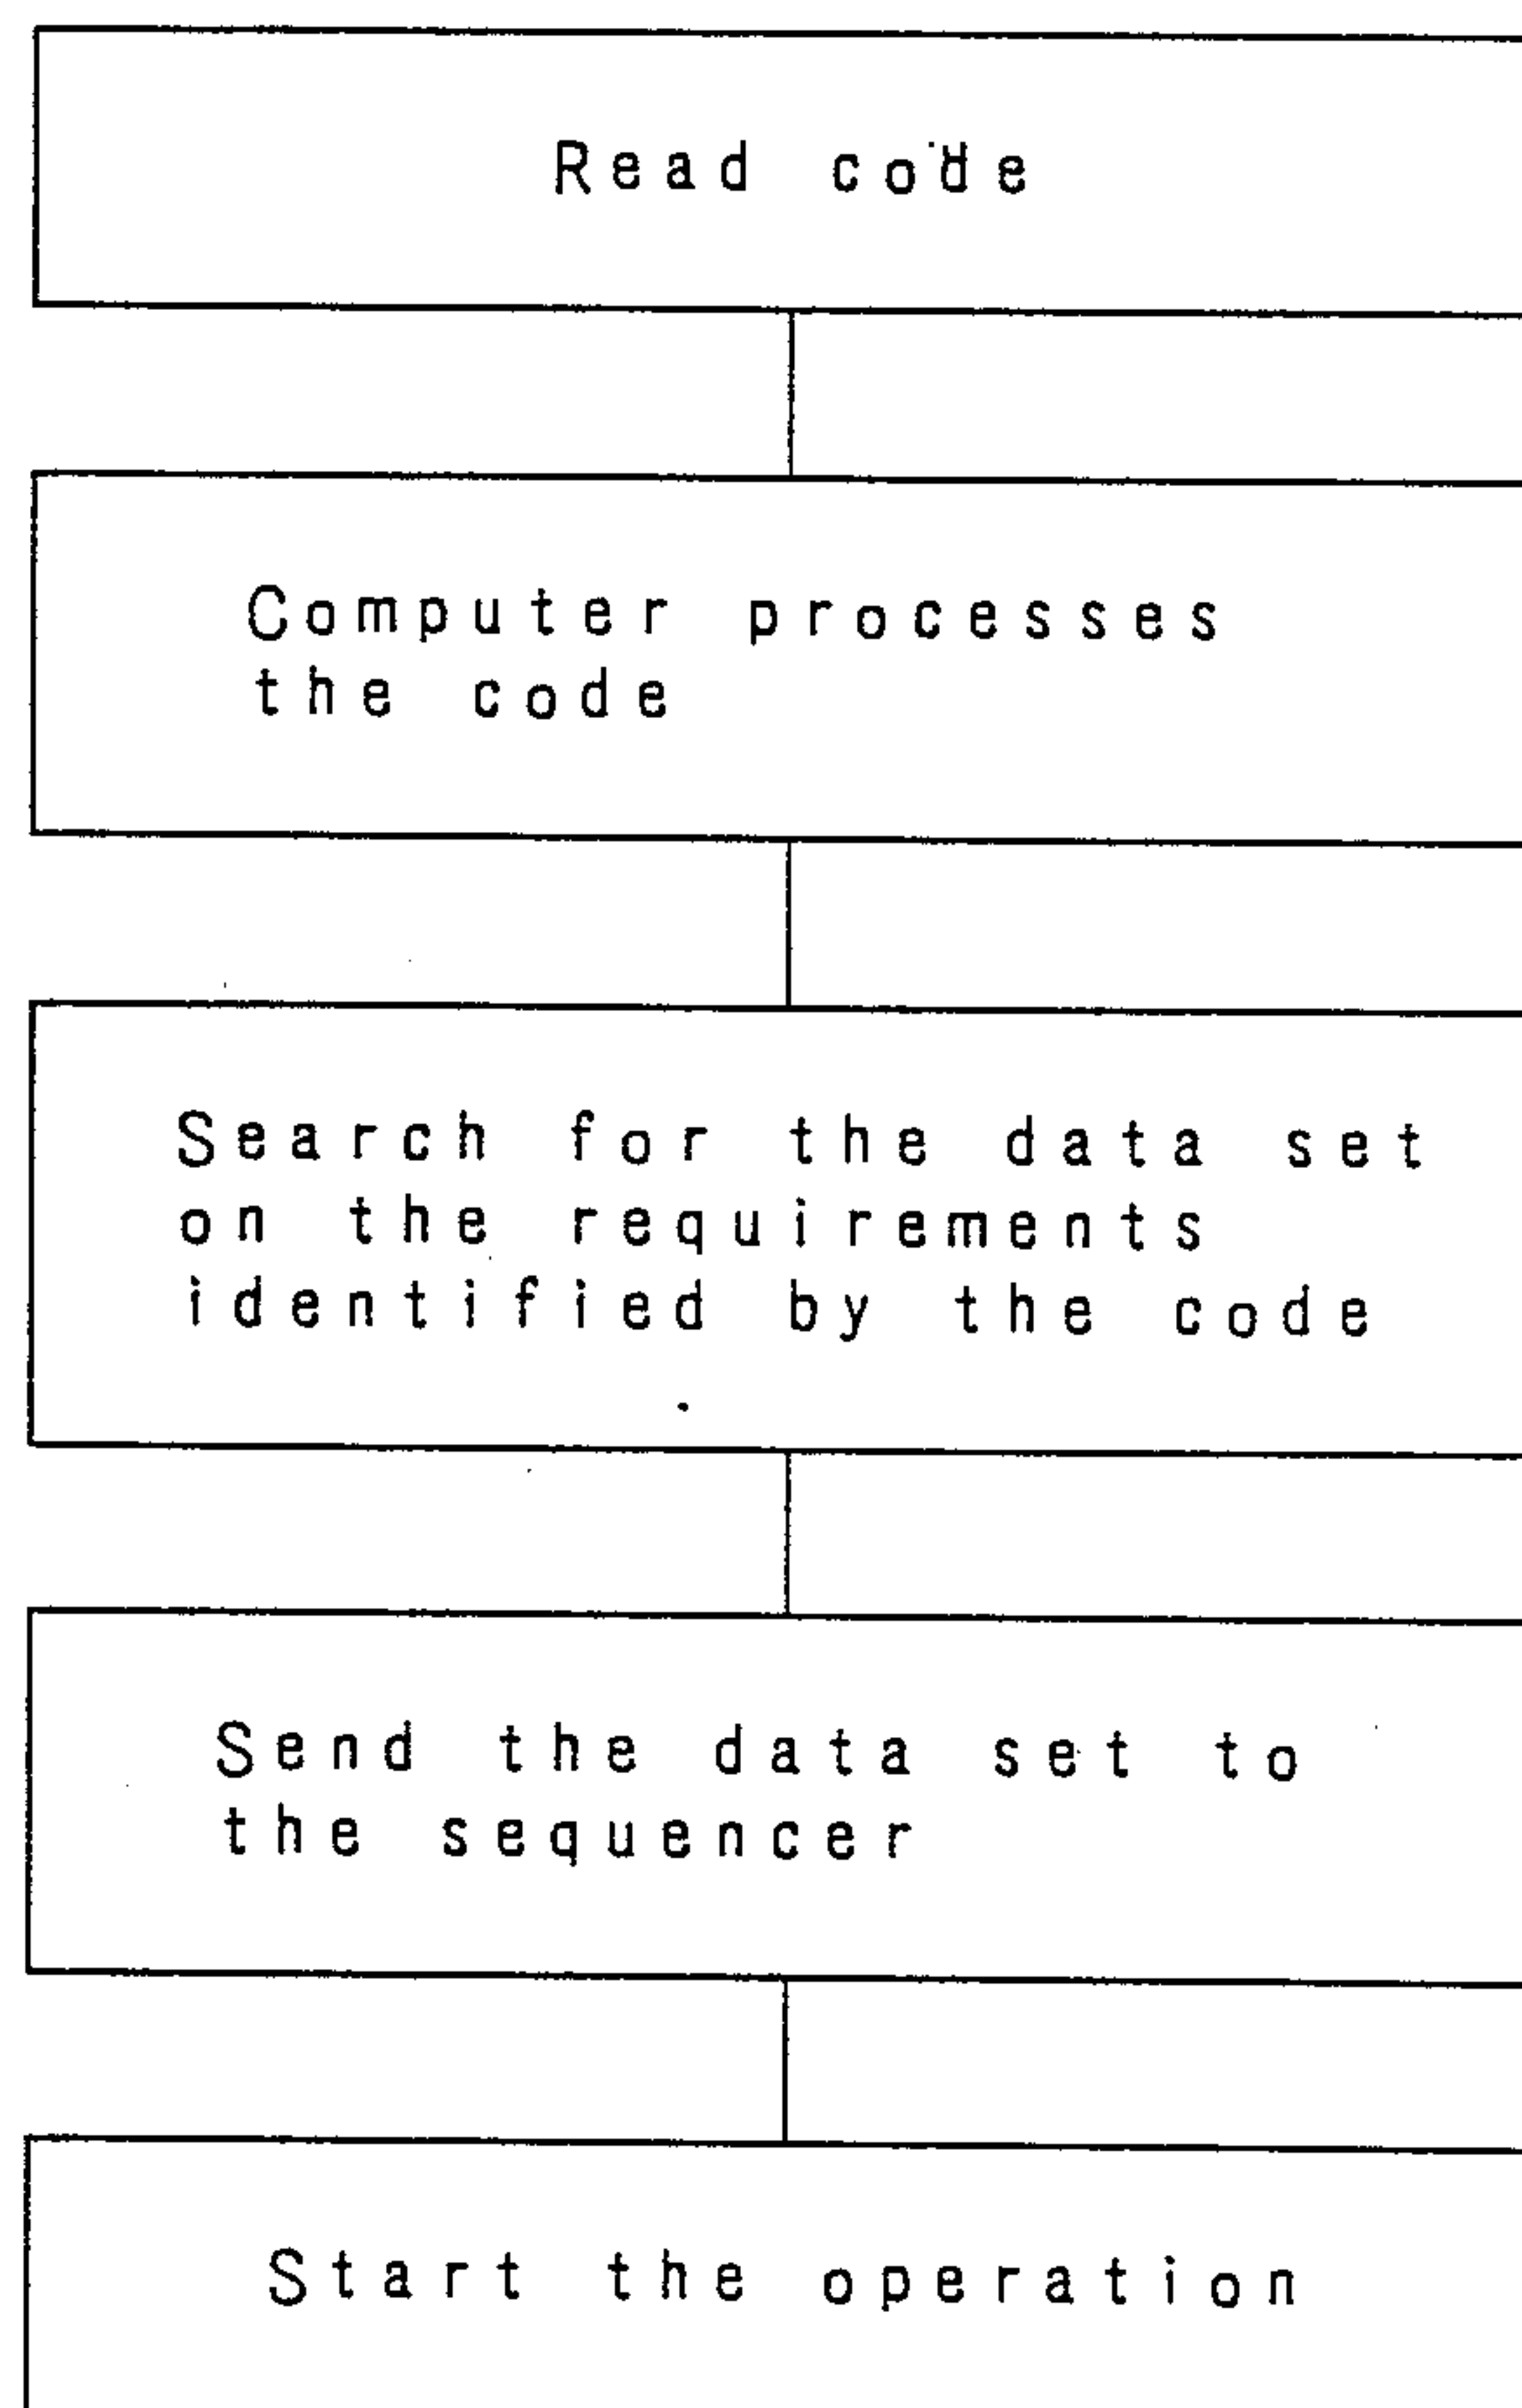 Read code
Computer processes
the code
Search for the data set
on the requirements
identified by the code
Send the data set to
the sequencer
Start the operation